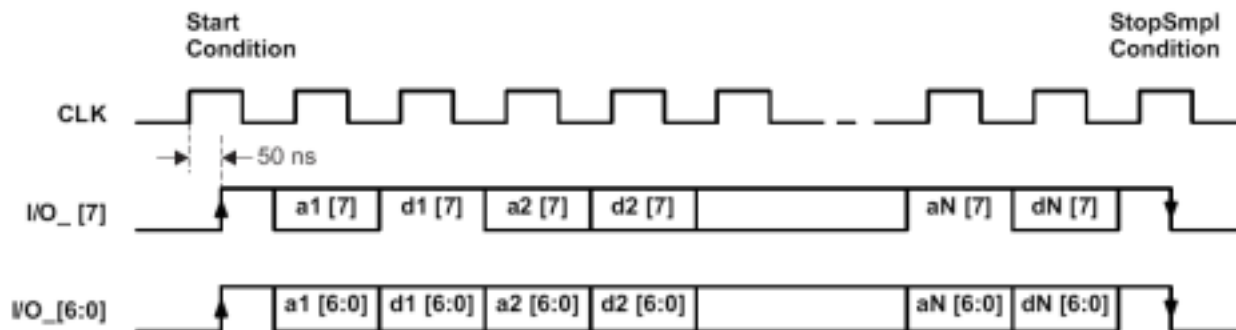 Start
Condition
StopSmpl
Condition
CLK
50 ns
I/O_ [7]
a1 [7] d1 [7] a2 [7] d2 [7] aN [7] dN [7]
I/O_[6:0]
a1 [6:0] d1 [6:0] a2 [6:0] d2 [6:0] aN [6:0] dN [6:0]